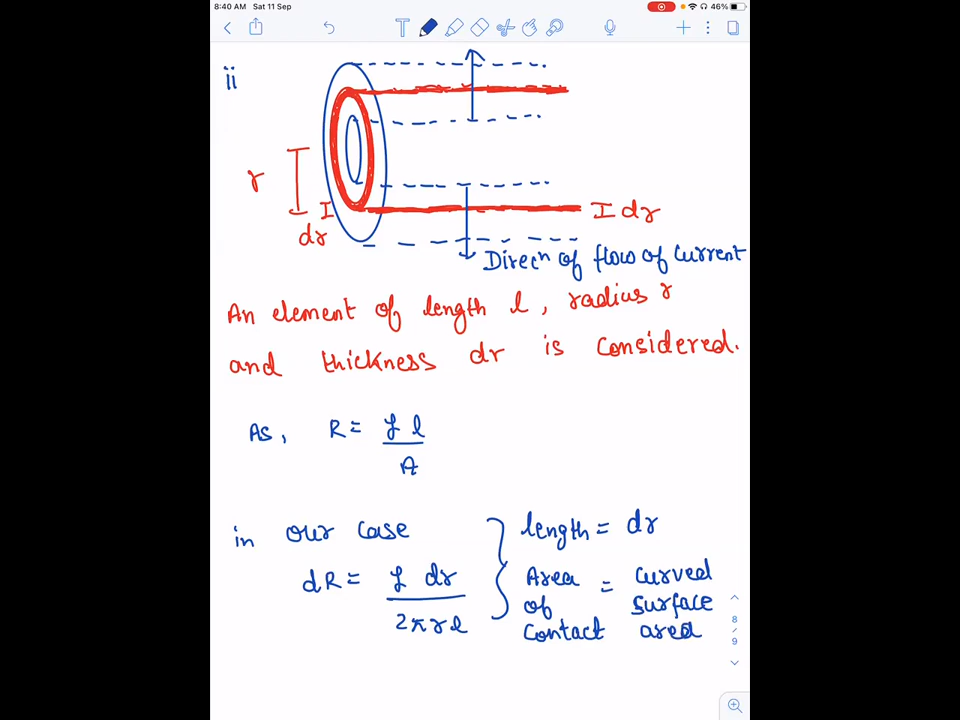 8:40 AM Sat 11 Sep
46%
ii
r
dr
I dr
Direcⁿ of flow of current
An element of length l, radius r
and thickness dr is considered.
As, R = ρ l
A
in our case
length = dr
dR = ρ dr
2πrl
Area of contact = curved surface area
8/9